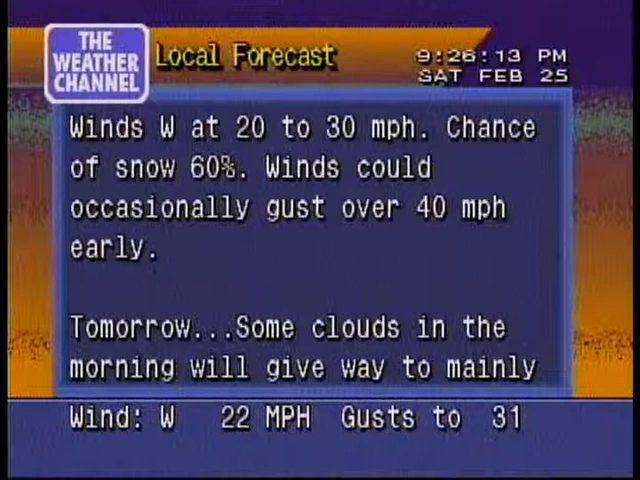 THE
WEATHER
CHANNEL
Local Forecast
9:26:13 PM
SAT FEB 25
Winds W at 20 to 30 mph. Chance
of snow 60%. Winds could
occasionally gust over 40 mph
early.
Tomorrow...Some clouds in the
morning will give way to mainly
Wind: W 22 MPH Gusts to 31